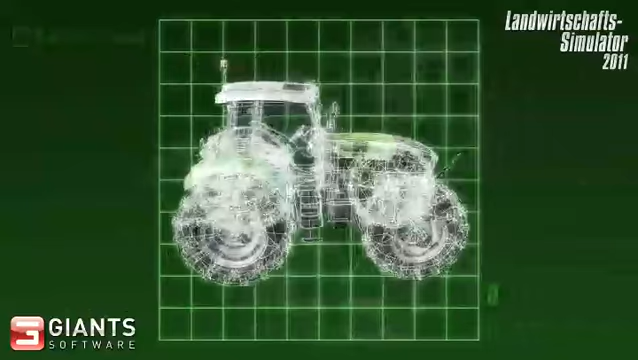 Landwirtschafts-
Simulator
2011
GIANTS
SOFTWARE